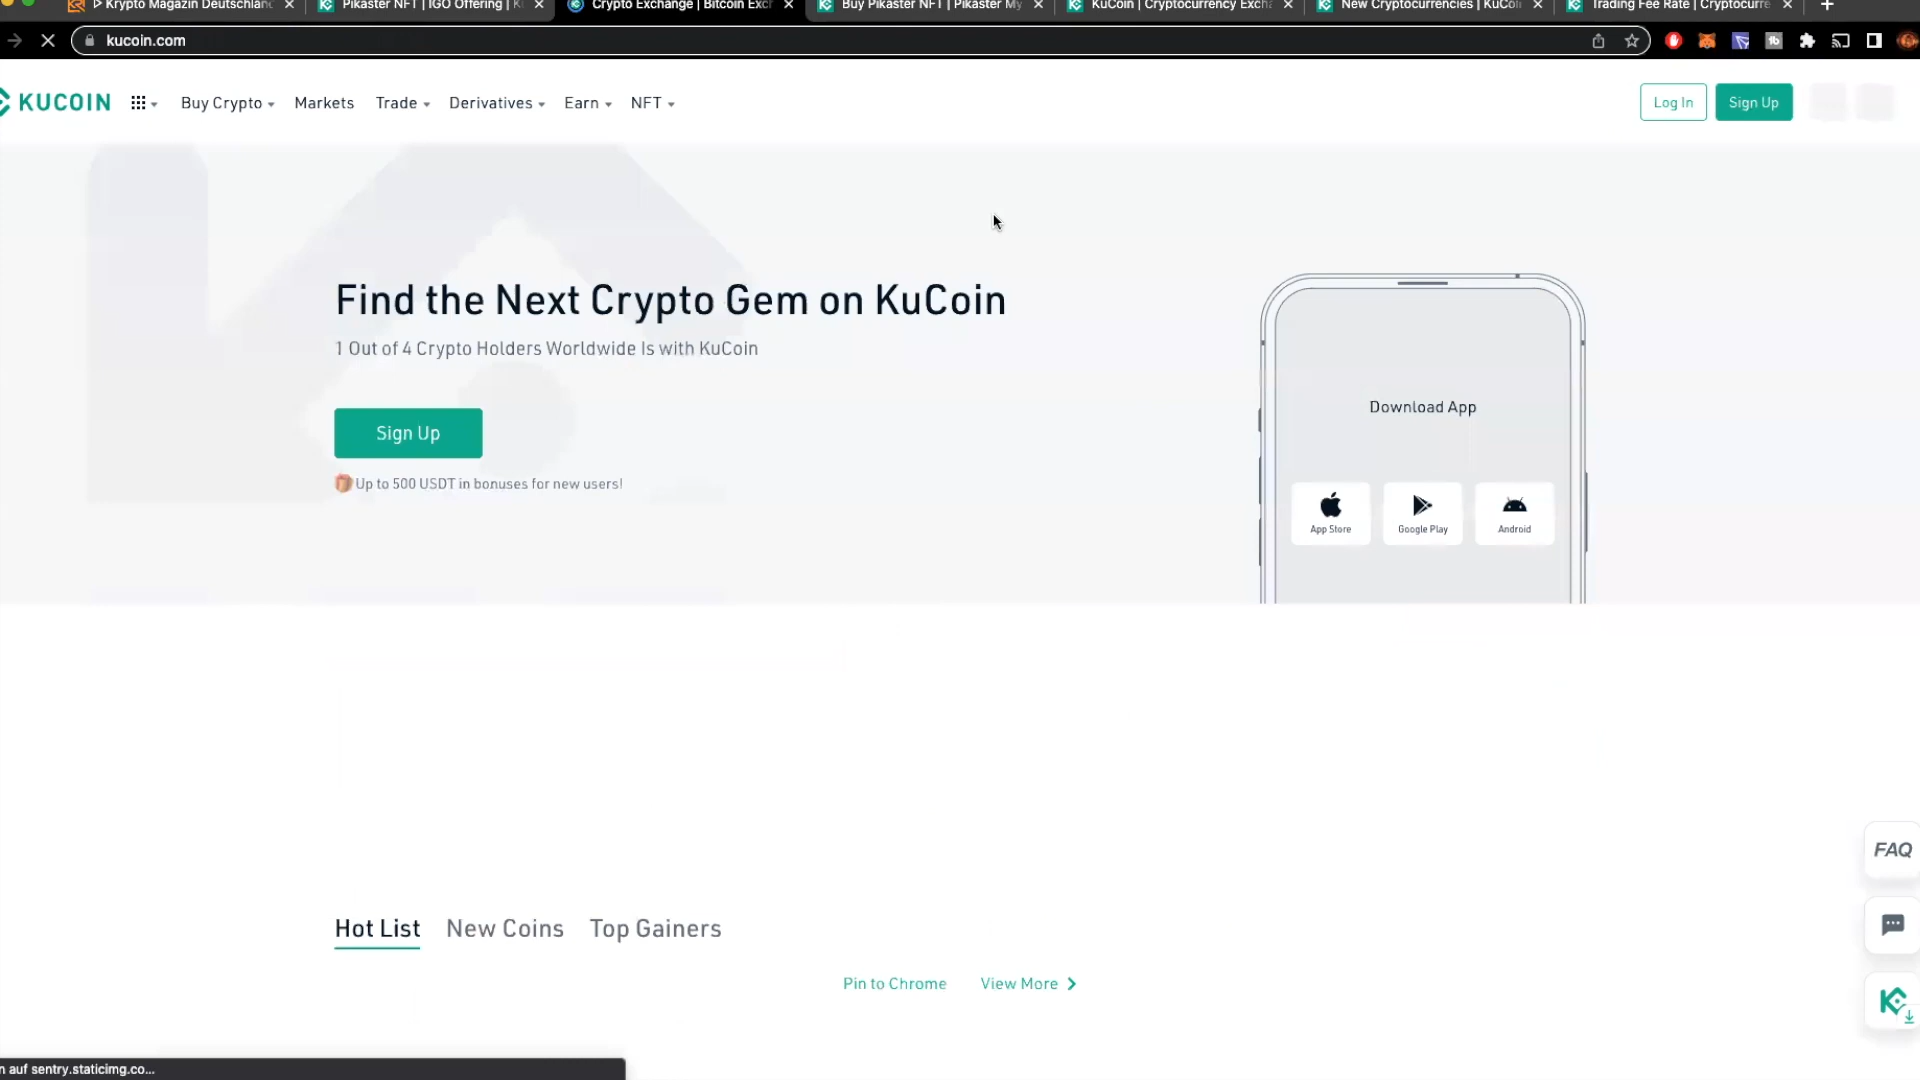 Krypto Magazin Deutschlan
Pikaster NFT | IGO Offering | K
Crypto Exchange | Bitcoin Exch
Buy Pikaster NFT | Pikaster My
KuCoin | Cryptocurrency Excha
New Cryptocurrencies | KuCoi
Trading Fee Rate | Cryptocurre
kucoin.com
KUCOIN
Buy Crypto
Markets
Trade
Derivatives
Earn
NFT
Log In
Sign Up
Find the Next Crypto Gem on KuCoin
1 Out of 4 Crypto Holders Worldwide Is with KuCoin
Sign Up
Up to 500 USDT in bonuses for new users!
Download App
App Store
Google Play
Android
FAQ
Hot List
New Coins
Top Gainers
Pin to Chrome
View More
n auf sentry.staticimg.co...